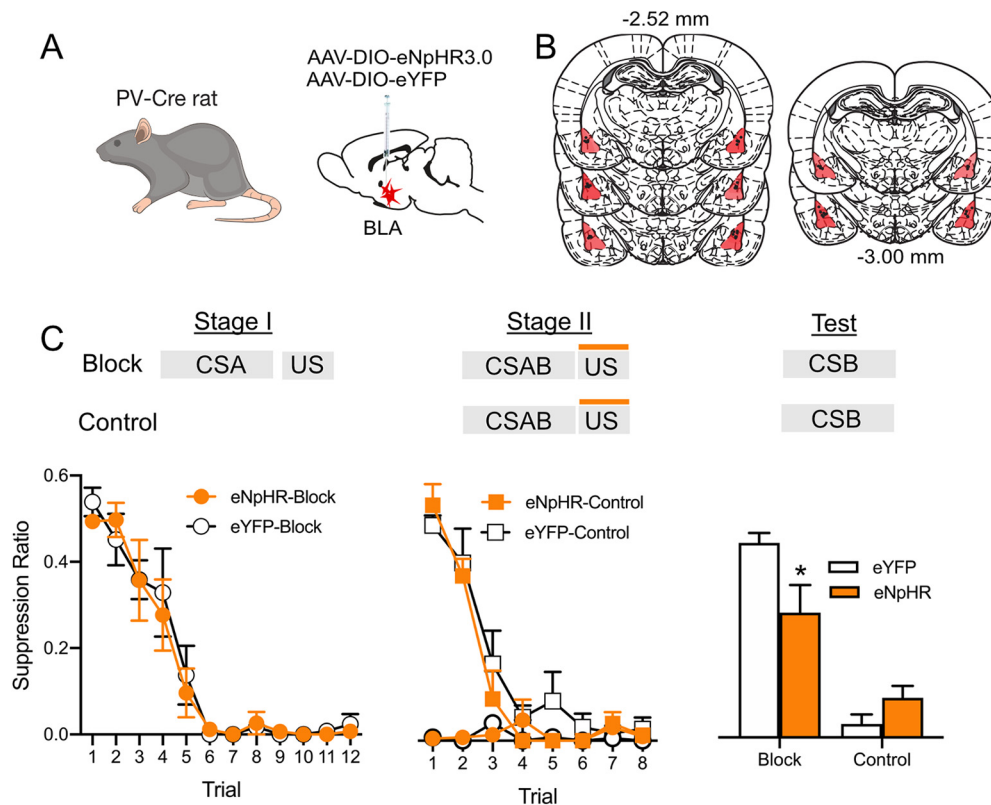 A
PV-Cre rat
AAV-DIO-eNpHR3.0
AAV-DIO-eYFP
BLA
B
-2.52 mm
-3.00 mm
C
Stage I
Stage II
Test
Block
CSA
US
CSAB
US
CSB
Control
CSAB
US
CSB
Suppression Ratio
0.6
0.4
0.2
0.0
eNpHR-Block
eYFP-Block
1 2 3 4 5 6 7 8 9 10 11 12
Trial
eNpHR-Control
eYFP-Control
1 2 3 4 5 6 7 8
Trial
*
eYFP
eNpHR
Block
Control